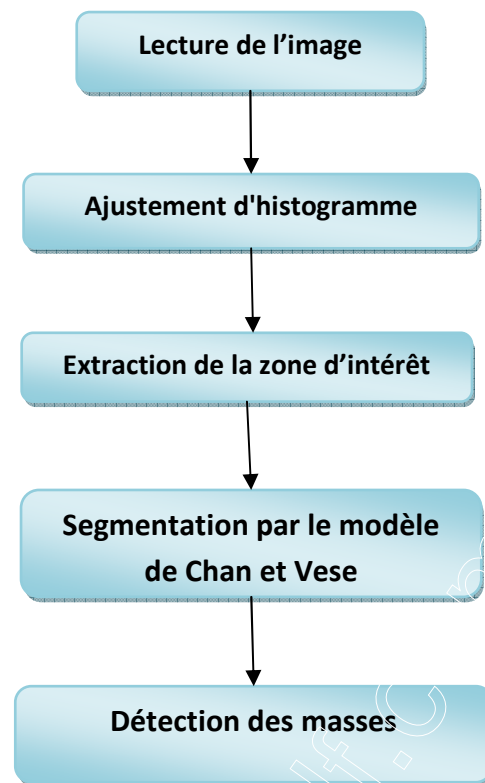 Lecture de l’image
Ajustement d'histogramme
Extraction de la zone d’intérêt
Segmentation par le modèle
de Chan et Vese
Détection des masses